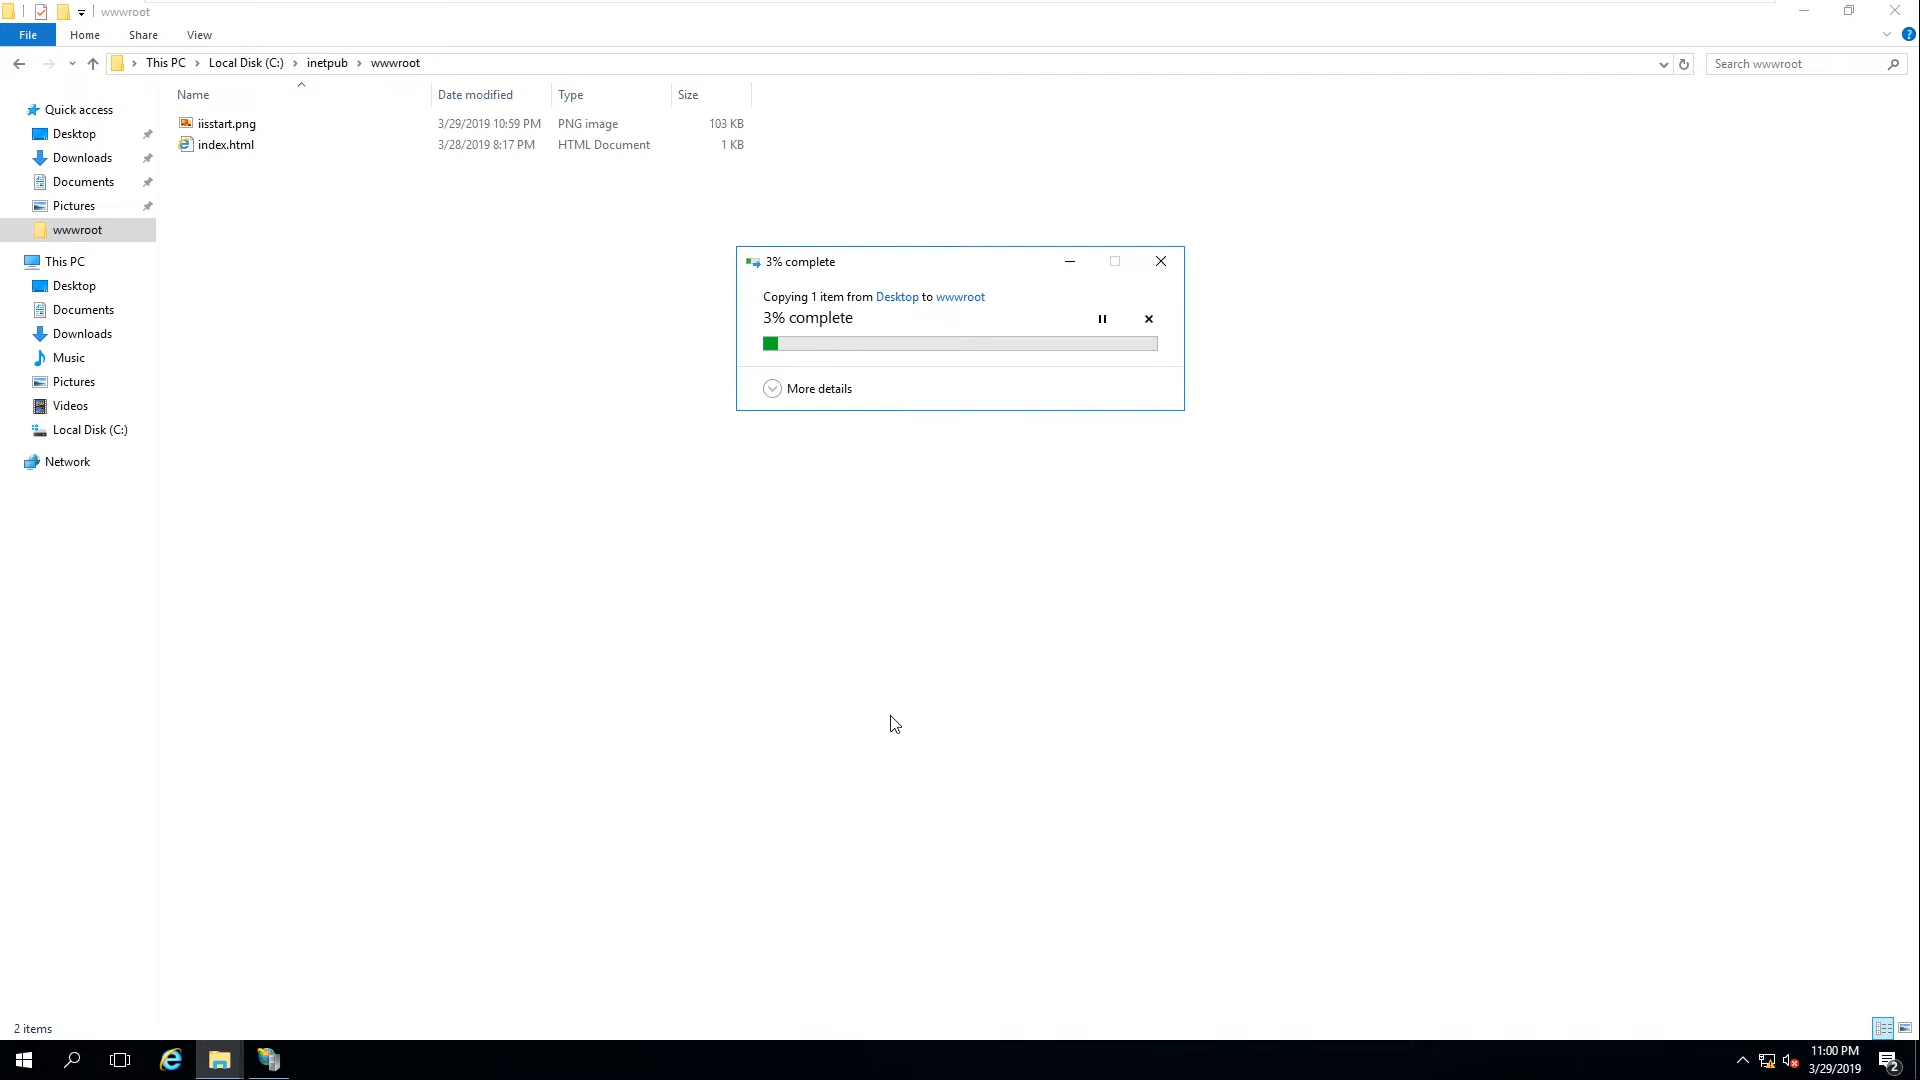 wwwroot
File Home Share View
This PC Local Disk (C:) inetpub wwwroot
Search wwwroot
Name Date modified Type Size
iisstart.png 3/29/2019 10:59 PM PNG image 103 KB
index.html 3/28/2019 8:17 PM HTML Document 1 KB
Quick access
Desktop
Downloads
Documents
Pictures
wwwroot
This PC
Desktop
Documents
Downloads
Music
Pictures
Videos
Local Disk (C:)
Network
3% complete
Copying 1 item from Desktop to wwwroot
3% complete
More details
2 items
11:00 PM
3/29/2019
2